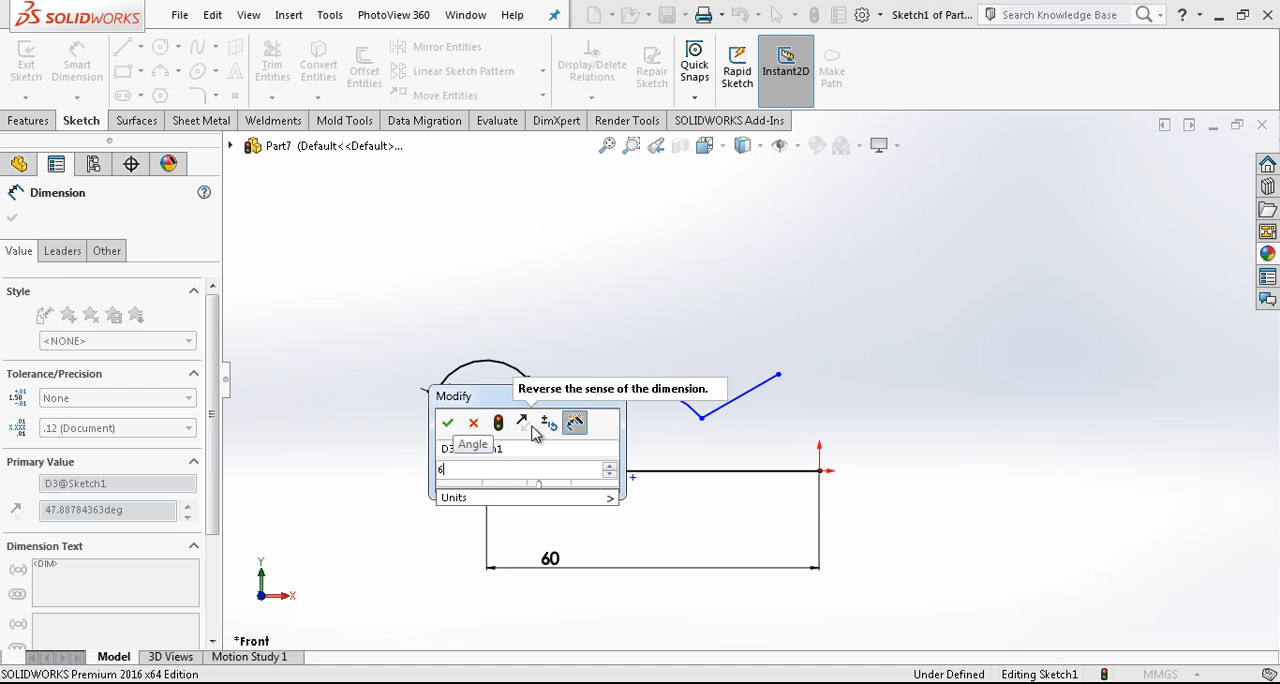 SOLIDWORKS File Edit View Insert Tools PhotoView 360 Window Help Sketch1 of Part... Search Knowledge Base ?
Exit Sketch
Smart Dimension
Trim Entities
Convert Entities
Offset Entities
Mirror Entities
Linear Sketch Pattern
Move Entities
Display/Delete Relations
Repair Sketch
Quick Snaps
Rapid Sketch
Instant2D
Make Path
Features Sketch Surfaces Sheet Metal Weldments Mold Tools Data Migration Evaluate DimXpert Render Tools SOLIDWORKS Add-Ins
Part7 (Default<<Default>...
Dimension
Value Leaders Other
Style
<NONE>
Tolerance/Precision
None
.12 (Document)
Primary Value
D3@Sketch1
47.88784363deg
Dimension Text
<DIM>
Reverse the sense of the dimension.
Modify
Angle
D3 h1
6
Units >
60
Y
X
*Front
Model 3D Views Motion Study 1
SOLIDWORKS Premium 2016 x64 Edition Under Defined Editing Sketch1 MMGS